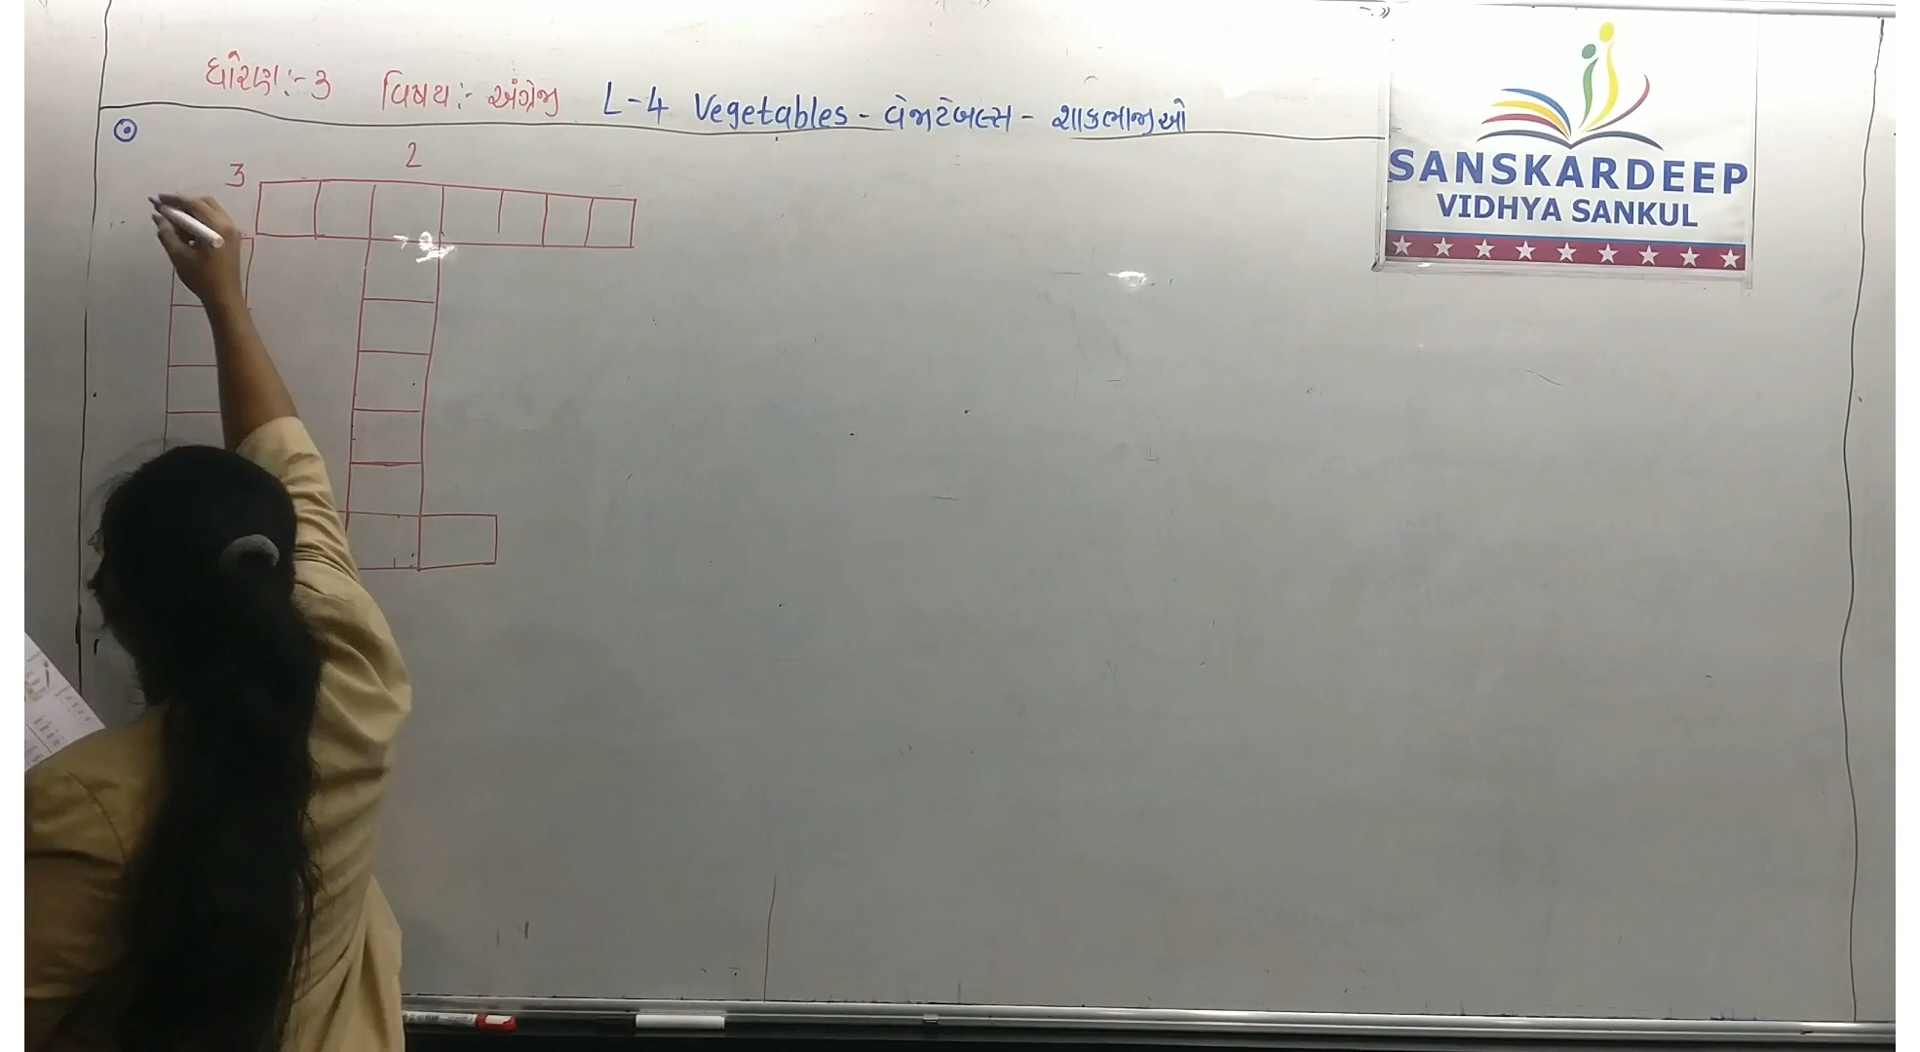 ધોરણ:- 3 વિષય:- અંગ્રેજી L-4 Vegetables - વેજીટેબલ્સ - શાકભાજીઓ
2
3
SANSKARDEEP
VIDHYA SANKUL